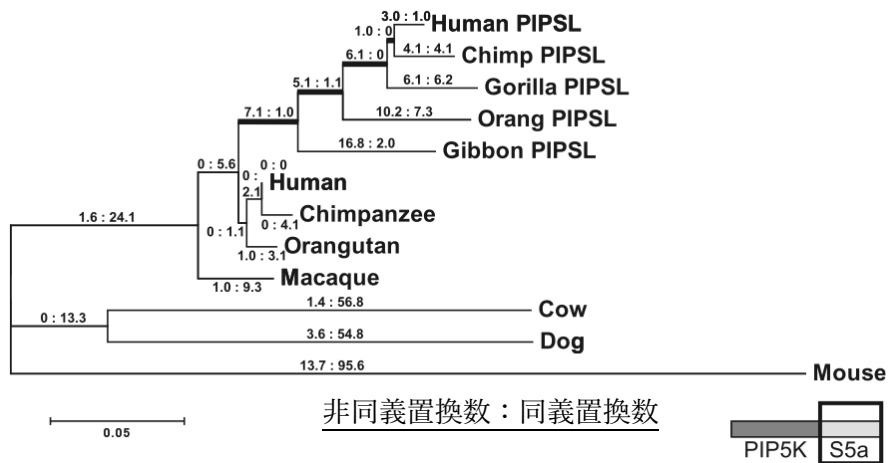 3.0 : 1.0
Human PIPSL
1.0 : 0
4.1 : 4.1
Chimp PIPSL
6.1 : 0
6.1 : 6.2
Gorilla PIPSL
5.1 : 1.1
10.2 : 7.3
Orang PIPSL
7.1 : 1.0
16.8 : 2.0
Gibbon PIPSL
0 : 5.6
0 : 0
0 :
2.1
Human
0 : 4.1
Chimpanzee
0 : 1.1
1.0 : 3.1
Orangutan
1.6 : 24.1
1.0 : 9.3
Macaque
1.4 : 56.8
Cow
0 : 13.3
3.6 : 54.8
Dog
13.7 : 95.6
Mouse
0.05
非同義置換数：同義置換数
PIP5K
S5a